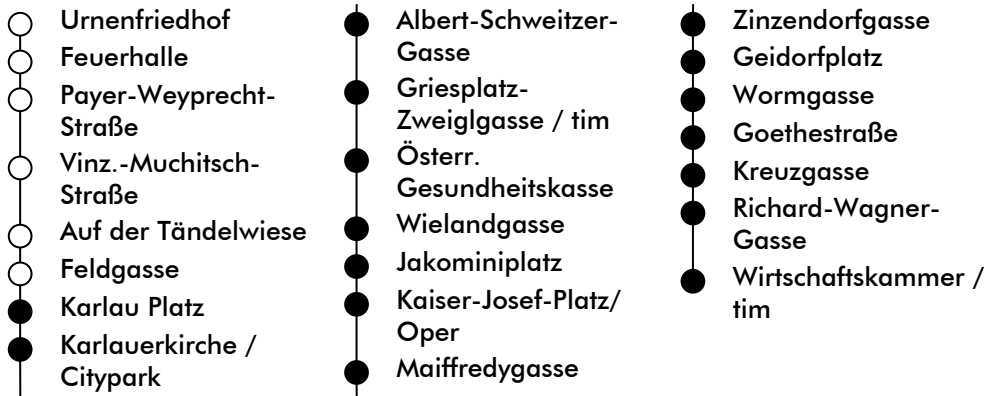 Urnenfriedhof
Feuerhalle
Payer-Weyprecht-
Straße
Vinz.-Muchitsch-
Straße
Auf der Tändelwiese
Feldgasse
Karlau Platz
Karlauerkirche /
Citypark
Albert-Schweitzer-
Gasse
Griesplatz-
Zweiglgasse / tim
Österr.
Gesundheitskasse
Wielandgasse
Jakominiplatz
Kaiser-Josef-Platz/
Oper
Maiffredygasse
Zinzendorfgasse
Geidorfplatz
Wormgasse
Goethestraße
Kreuzgasse
Richard-Wagner-
Gasse
Wirtschaftskammer /
tim